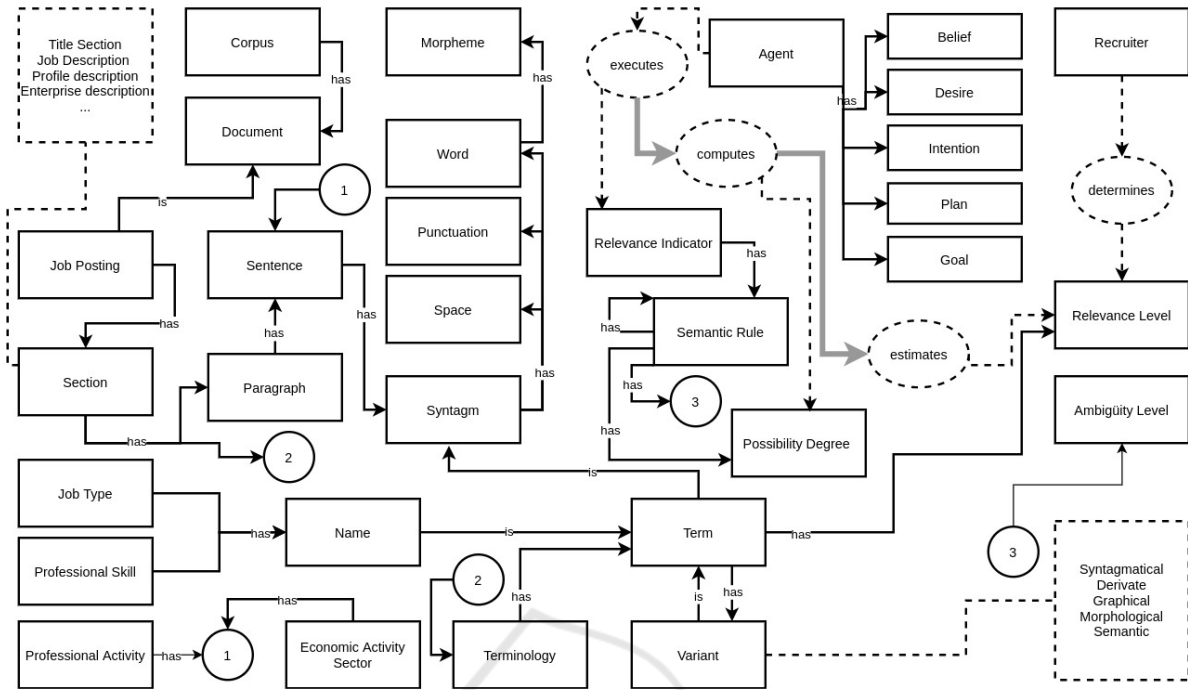 Title Section
Job Description
Profile description
Enterprise description
...
Corpus
has
Document
Morpheme
has
Word
Punctuation
Space
executes
Agent
has
Belief
Desire
Intention
Plan
Goal
Recruiter
computes
determines
1
is
Job Posting
has
Sentence
has
Relevance Indicator
has
Semantic Rule
has
has
has
3
Possibility Degree
estimates
Relevance Level
Ambigüity Level
Section
has
Paragraph
has
2
Syntagm
is
Job Type
Professional Skill
has
Name
is
Term
has
3
2
has
is
has
Syntagmatical
Derivate
Graphical
Morphological
Semantic
Professional Activity
has
1
has
Economic Activity
Sector
Terminology
Variant